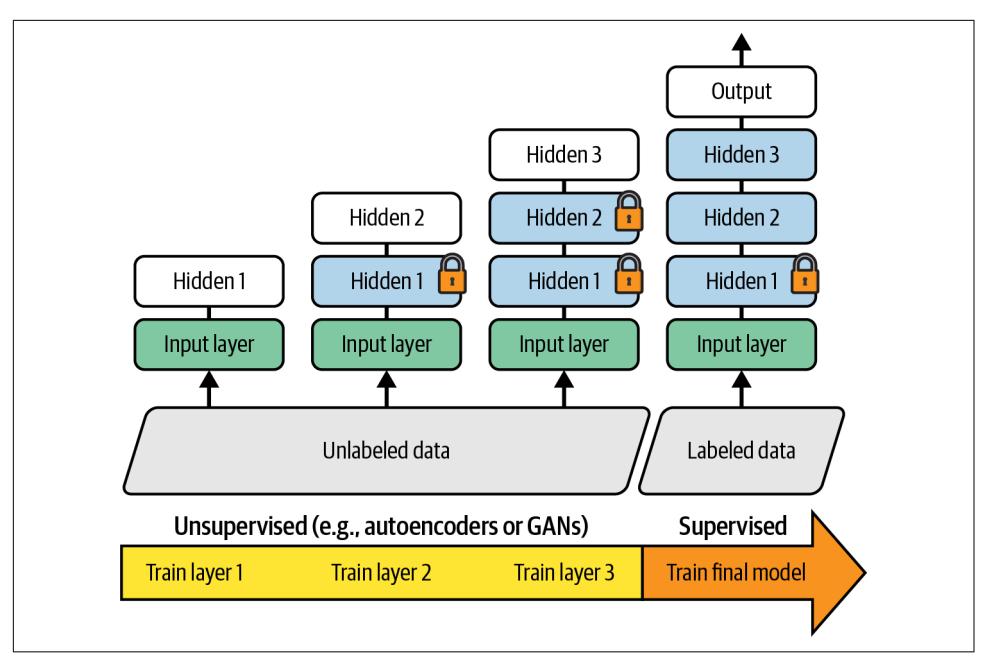 Output
Hidden 3
Hidden 3
Hidden 2
Hidden 2
Hidden 2
Hidden 1
Hidden 1
Hidden 1
Hidden 1
Input layer
Input layer
Input layer
Input layer
Unlabeled data
Labeled data
Unsupervised (e.g., autoencoders or GANs)
Supervised
Train layer 1
Train layer 2
Train layer 3
Train final model